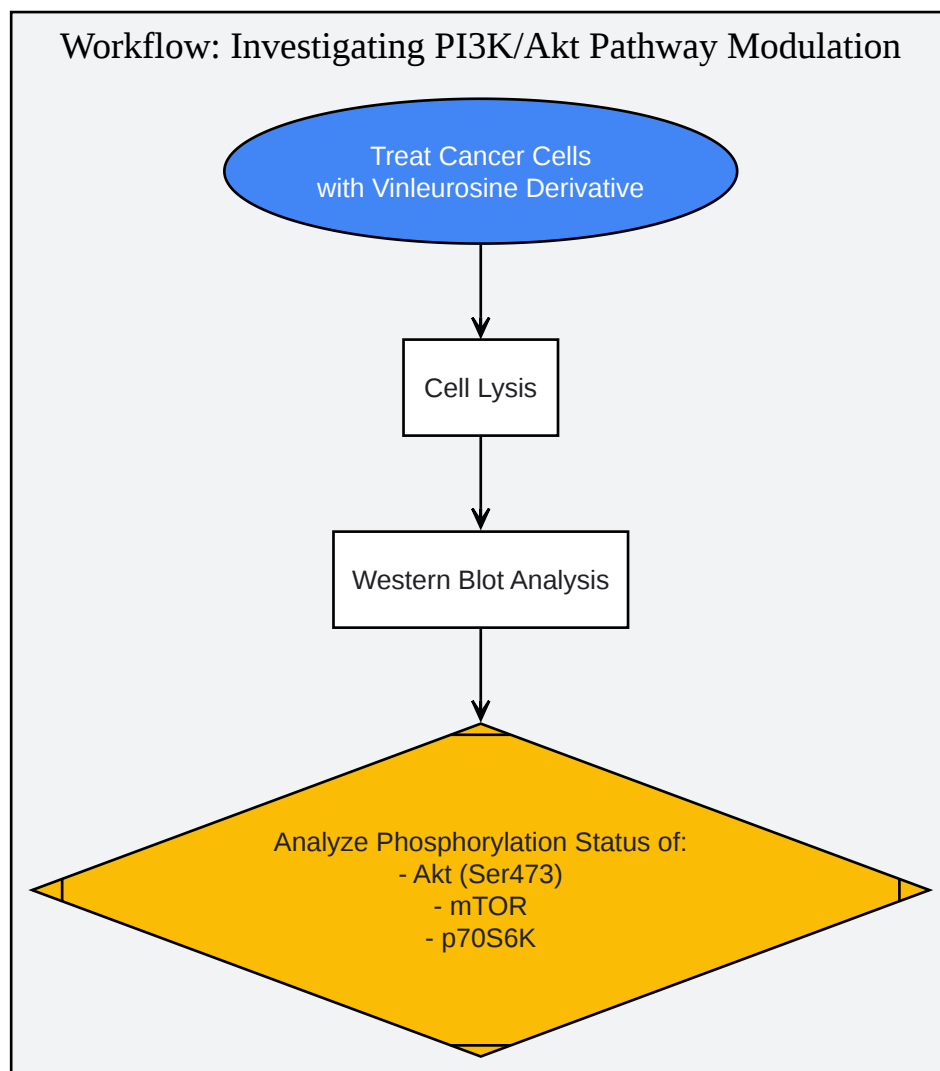 Workflow: Investigating PI3K/Akt Pathway Modulation
Treat Cancer Cells
with Vinleurosine Derivative
Cell Lysis
Western Blot Analysis
Analyze Phosphorylation Status of:
- Akt (Ser473)
- mTOR
- p70S6K